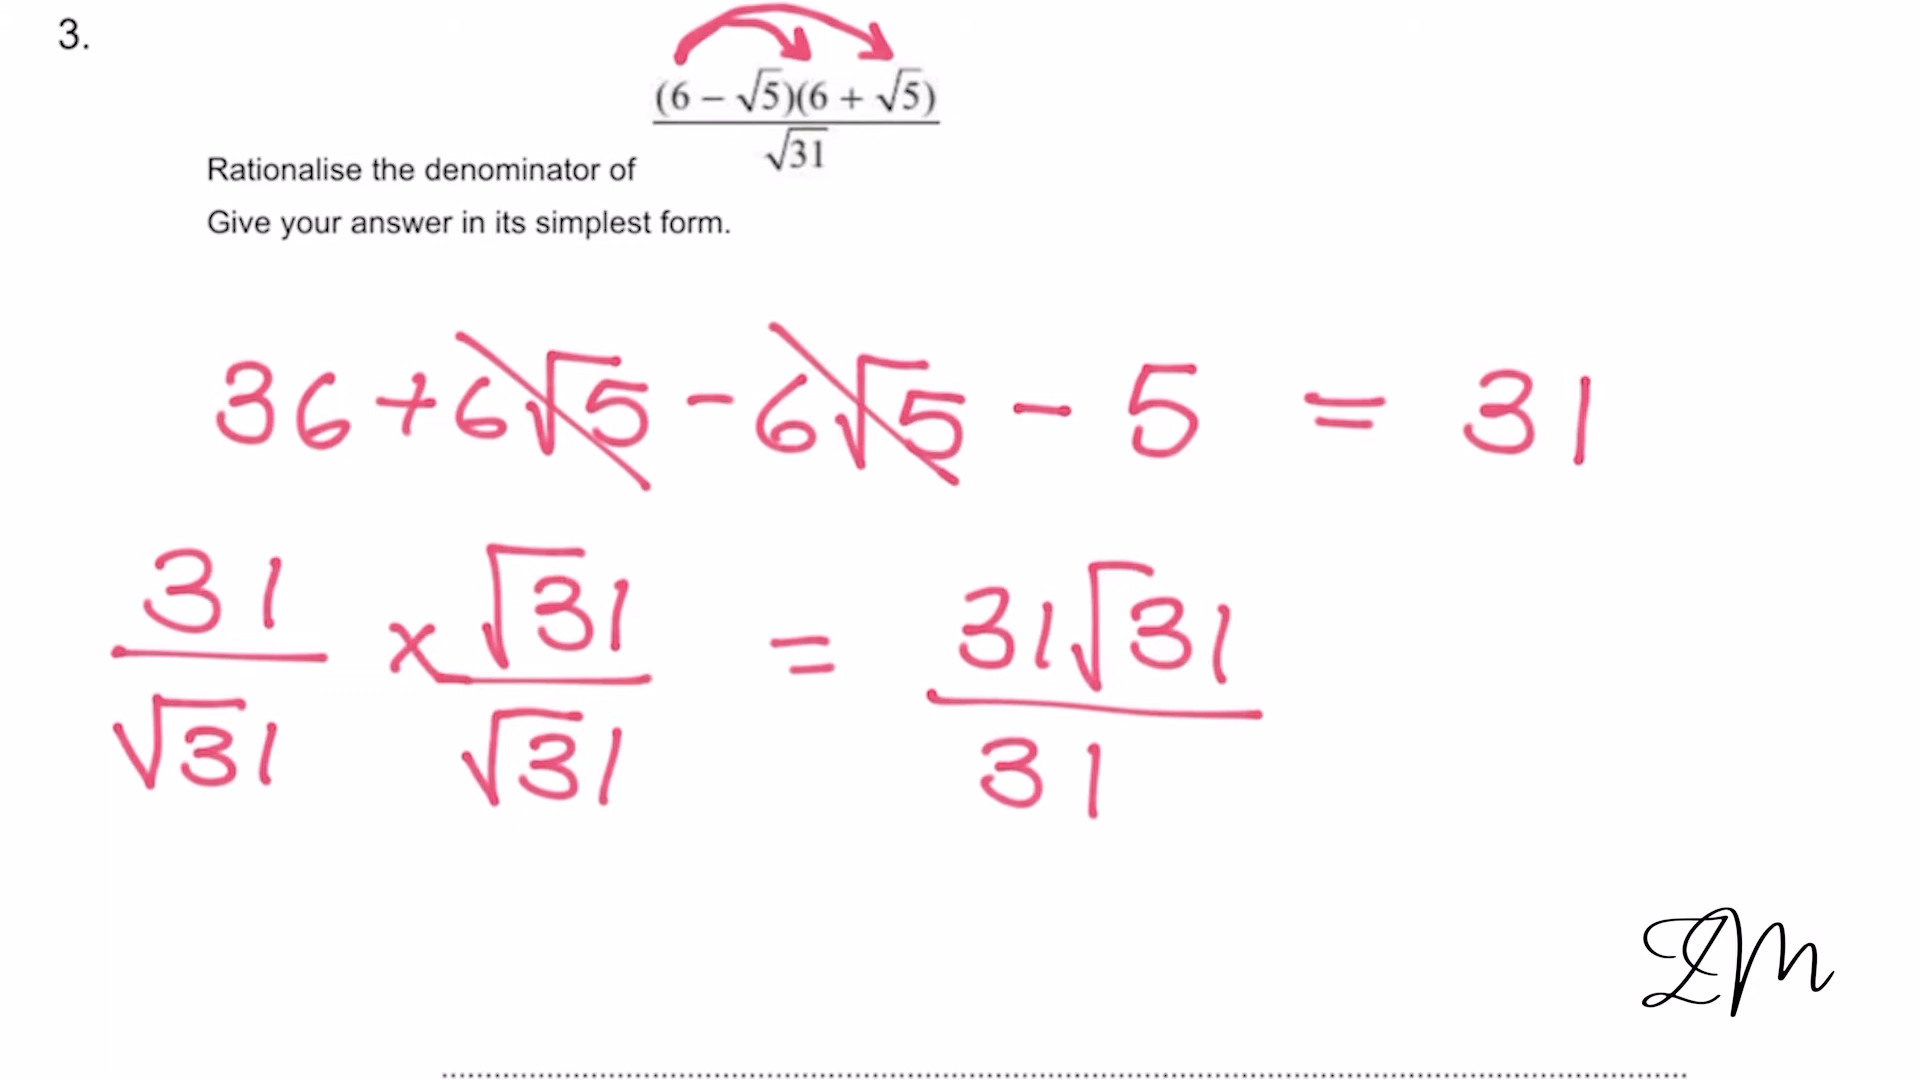 3.
(6 − √5)(6 + √5)
√31
Rationalise the denominator of
Give your answer in its simplest form.
36 + 6√5 - 6√5 - 5 = 31
31 × √31 = 31√31
√31 √31 31
LM